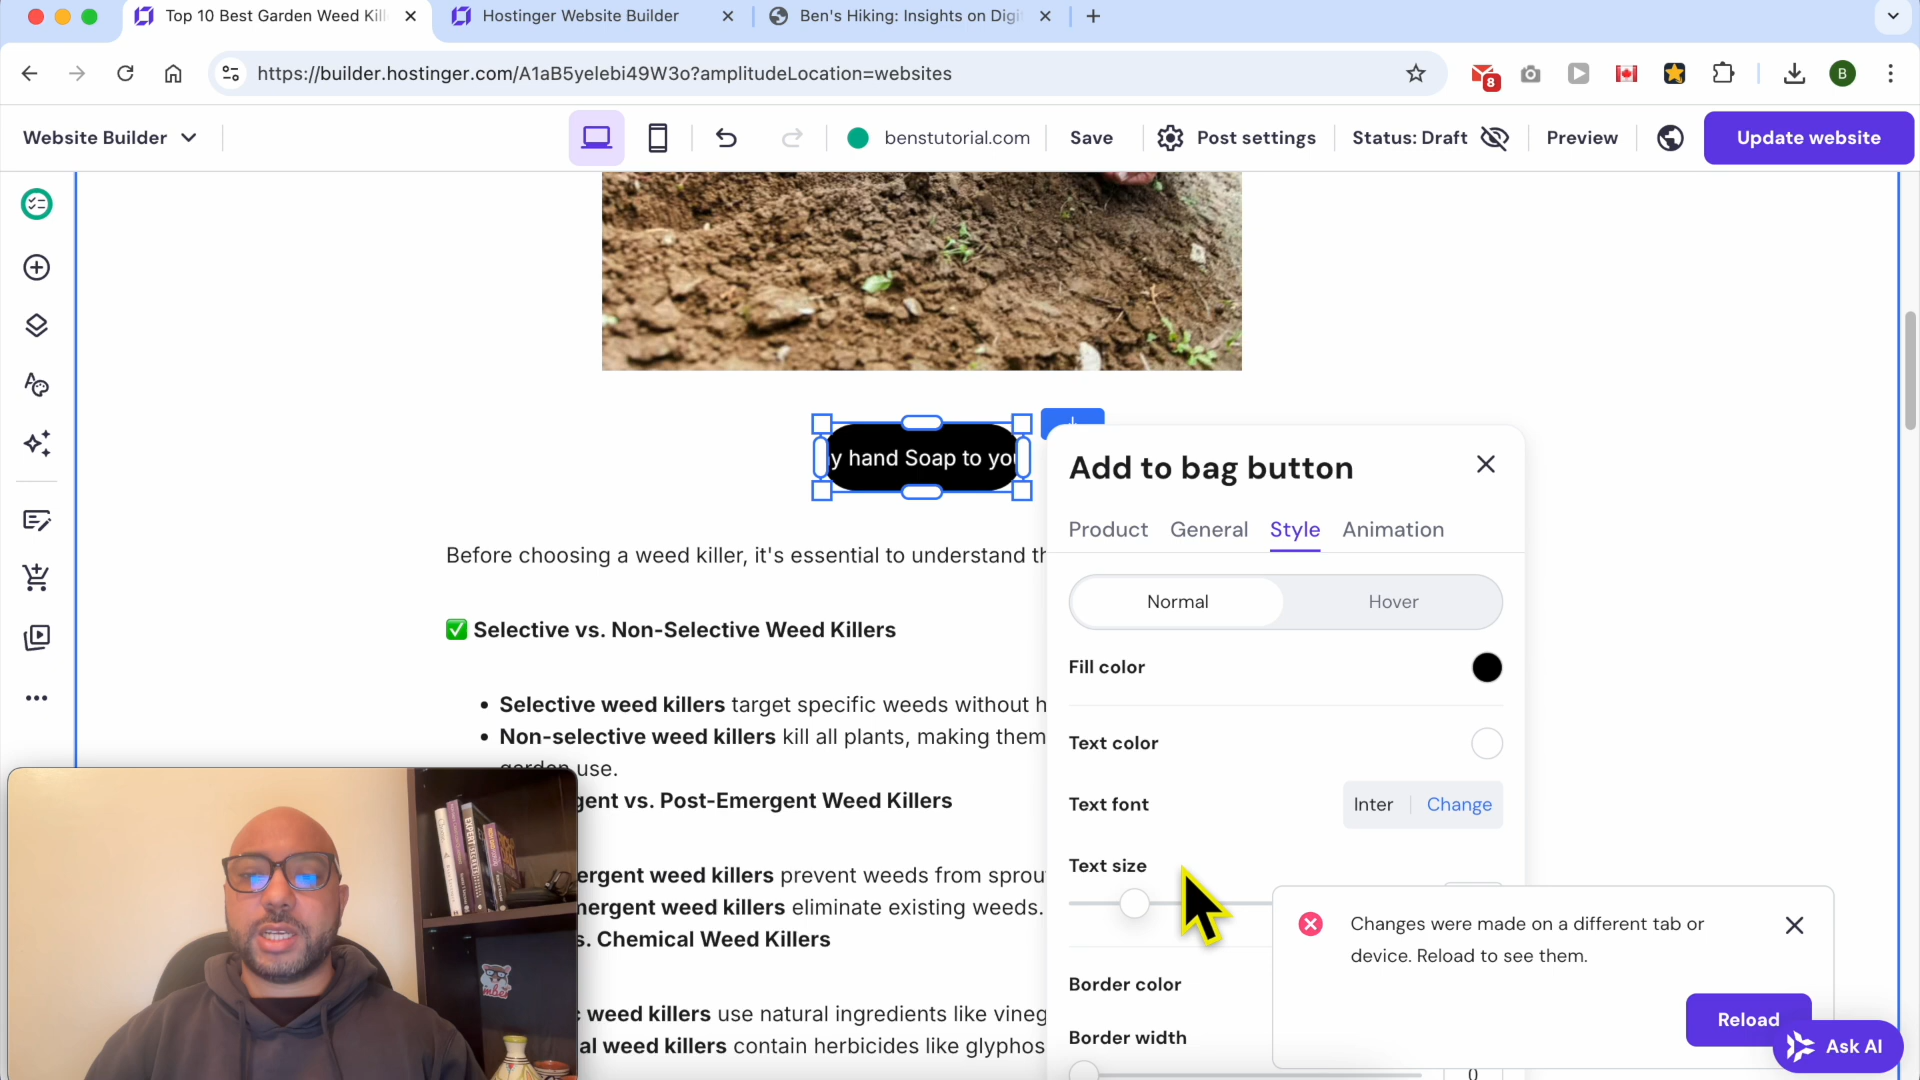 Top 10 Best Garden Weed Kill
Hostinger Website Builder
Ben's Hiking: Insights on Digi
https://builder.hostinger.com/A1aB5yelebi49W3o?amplitudeLocation=websites
8
B
Website Builder
benstutorial.com
Save
Post settings
Status: Draft
Preview
Update website
y hand Soap to you
Add to bag button
Product General Style Animation
Normal
Hover
Fill color
Text color
Text font
Inter
Change
Text size
Border color
Border width
0
Before choosing a weed killer, it's essential to understand th
✅ Selective vs. Non-Selective Weed Killers
• Selective weed killers target specific weeds without h
• Non-selective weed killers kill all plants, making them
garden use.
gent vs. Post-Emergent Weed Killers
ergent weed killers prevent weeds from sprou
mergent weed killers eliminate existing weeds.
s. Chemical Weed Killers
c weed killers use natural ingredients like vineg
al weed killers contain herbicides like glyphos
Changes were made on a different tab or
device. Reload to see them.
Reload
Ask AI
EXPERT